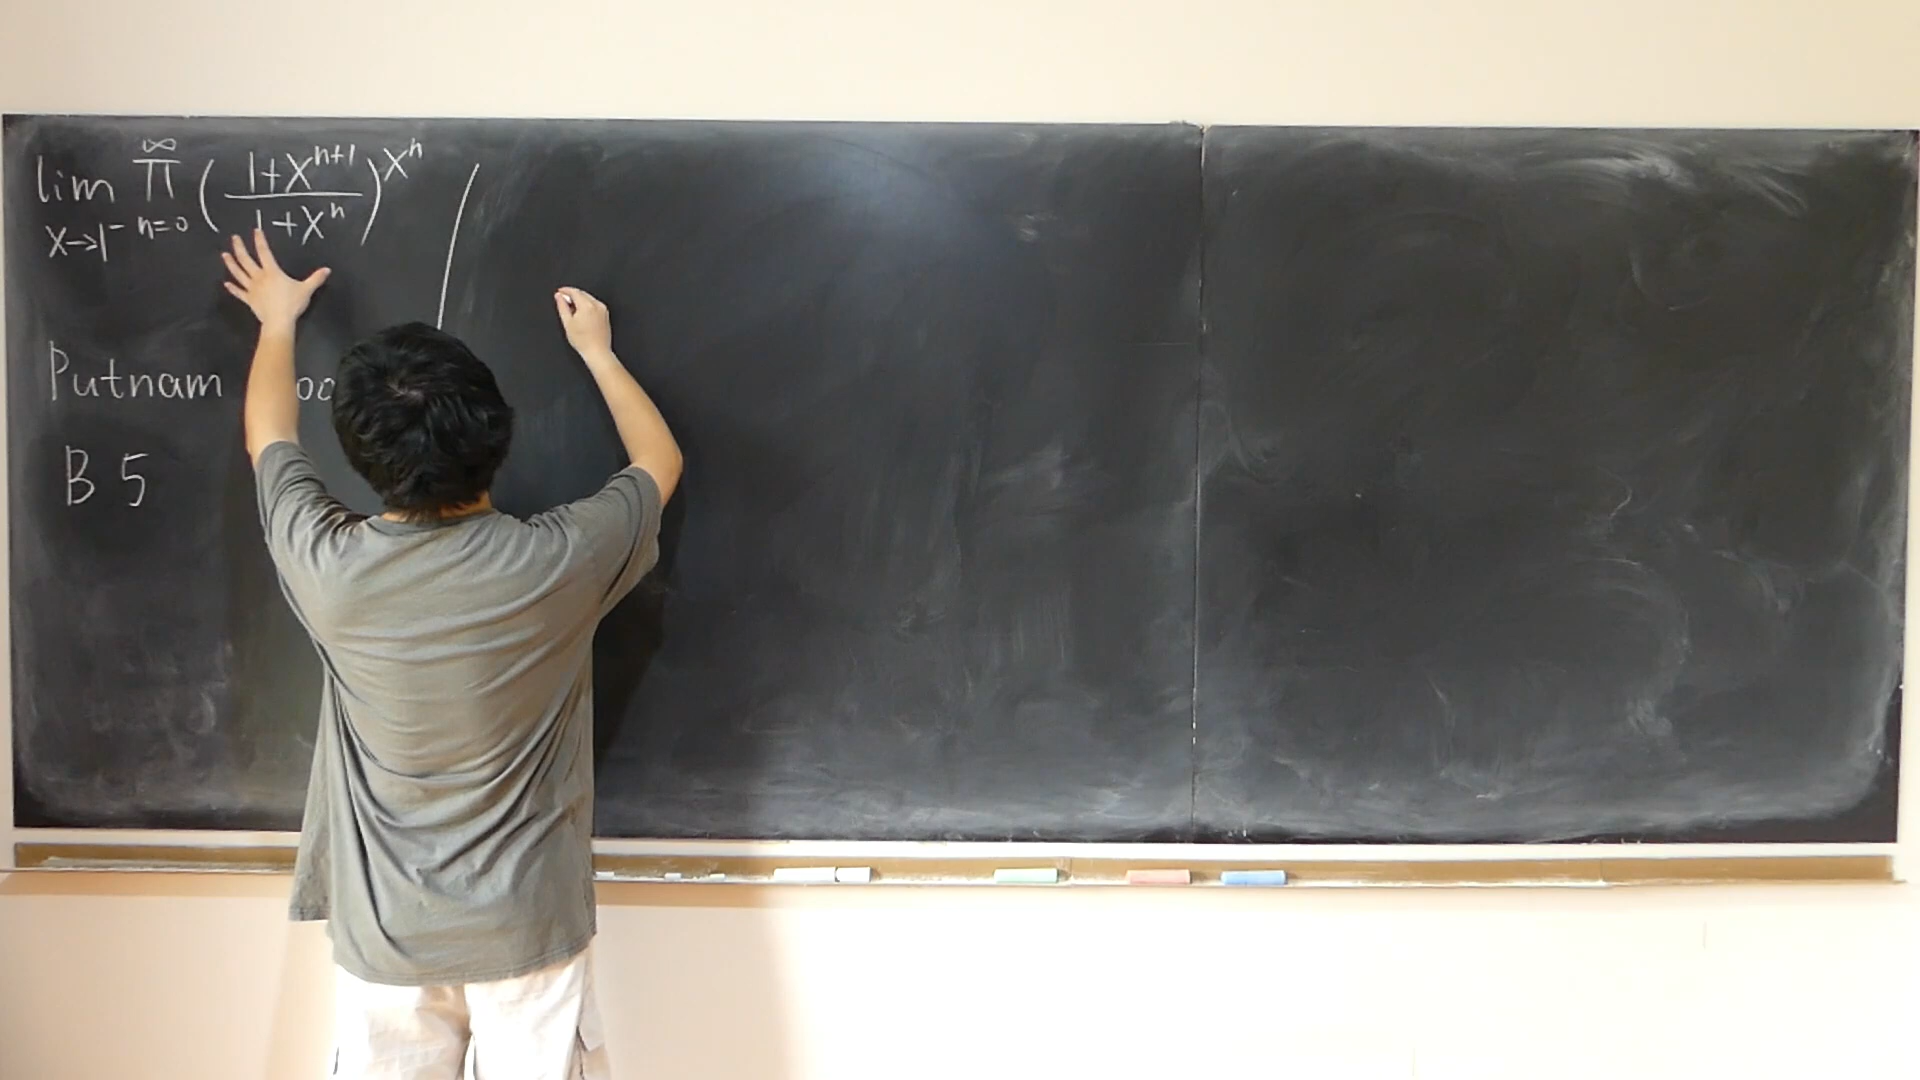 lim ∞∏n=0 ( (1+X^{n+1}) / (1+X^n) )^{X^n}
X→1⁻
Putnam
B 5